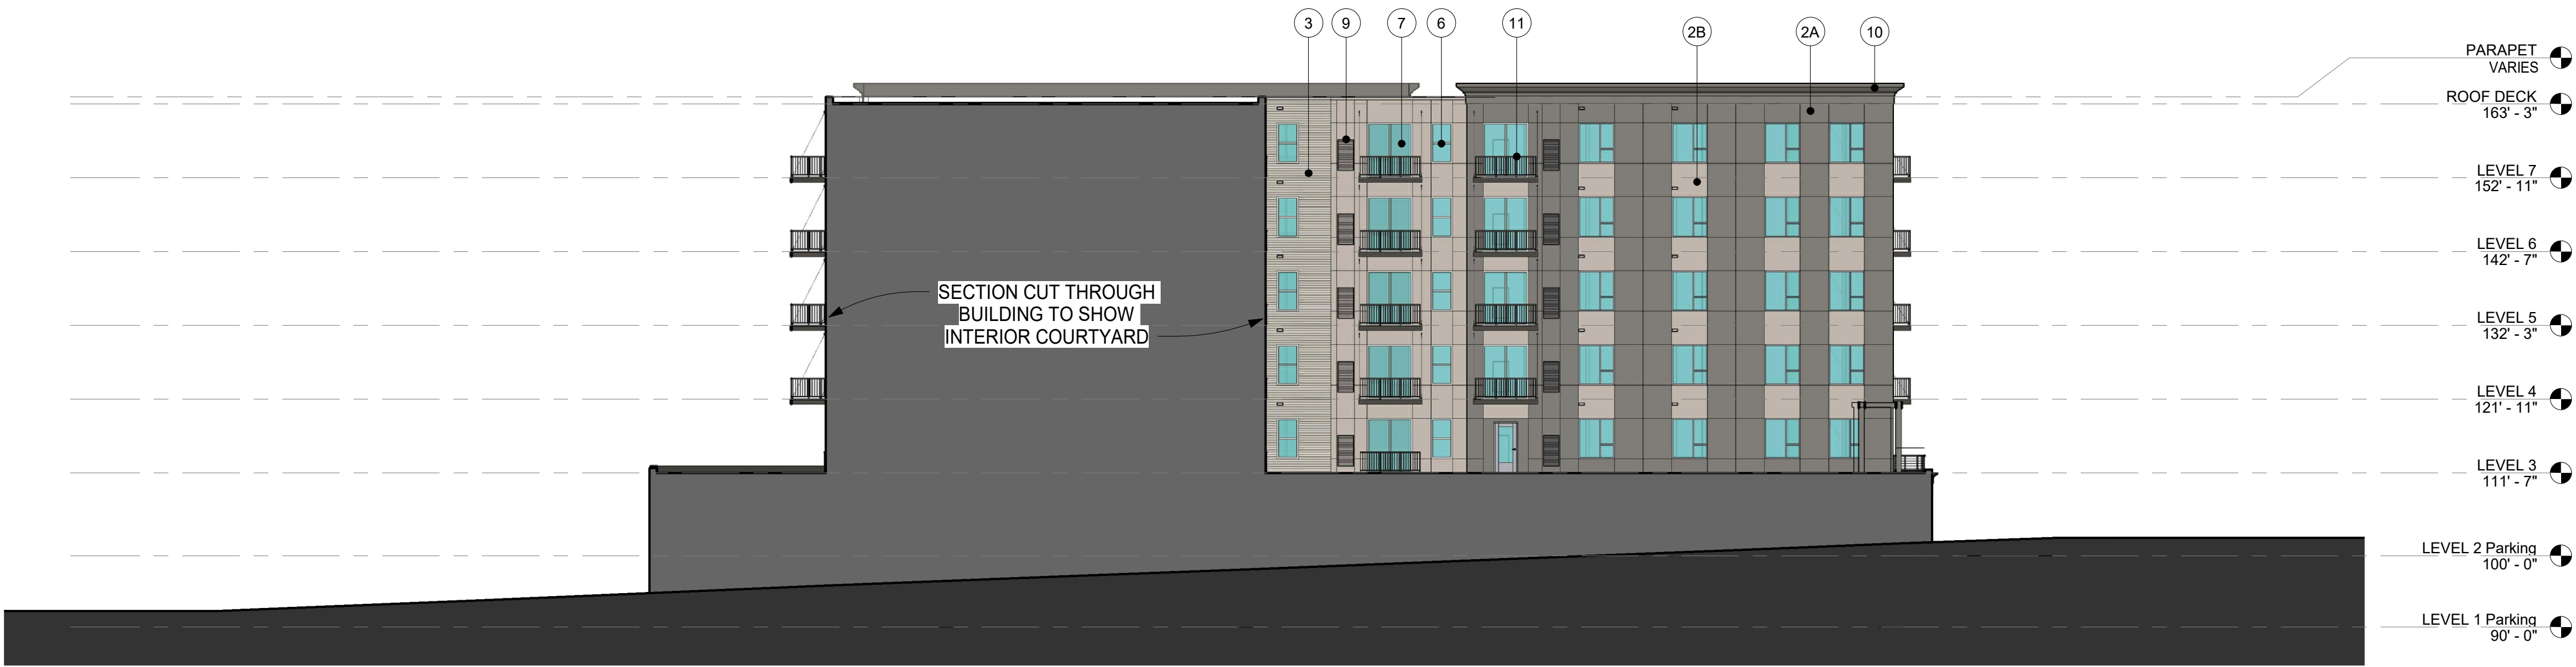 3 9 7 6 11 2B 2A 10
PARAPET
VARIES
ROOF DECK
163' - 3"
LEVEL 7
152' - 11"
LEVEL 6
142' - 7"
SECTION CUT THROUGH
BUILDING TO SHOW
INTERIOR COURTYARD
LEVEL 5
132' - 3"
LEVEL 4
121' - 11"
LEVEL 3
111' - 7"
LEVEL 2 Parking
100' - 0"
LEVEL 1 Parking
90' - 0"